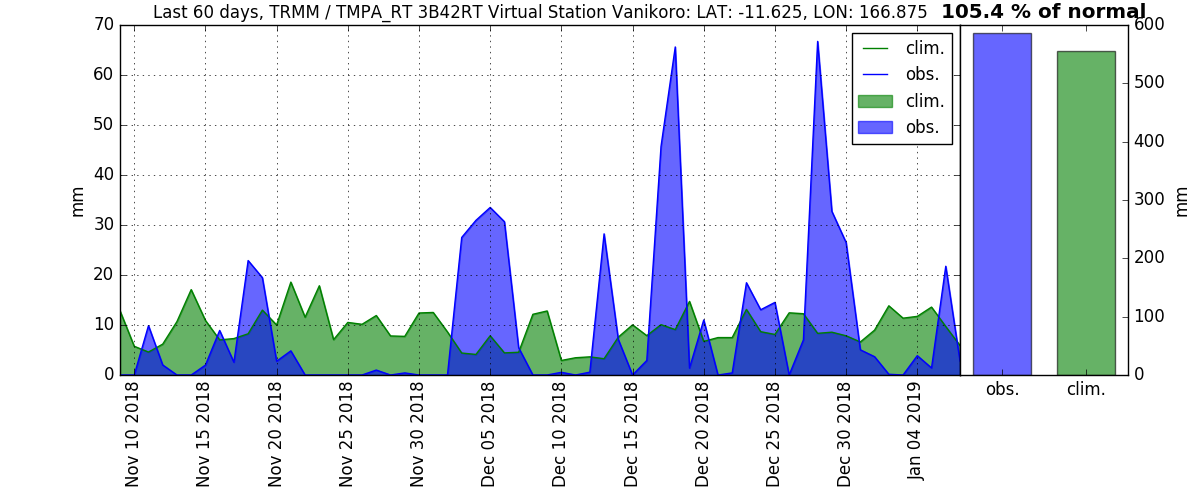 Last 60 days, TRMM / TMPA_RT 3B42RT Virtual Station Vanikoro: LAT: -11.625, LON: 166.875
105.4 % of normal
70
60
50
40
30
20
10
0
mm
clim.
obs.
clim.
obs.
600
500
400
300
200
100
0
mm
obs.
clim.
Nov 10 2018
Nov 15 2018
Nov 20 2018
Nov 25 2018
Nov 30 2018
Dec 05 2018
Dec 10 2018
Dec 15 2018
Dec 20 2018
Dec 25 2018
Dec 30 2018
Jan 04 2019